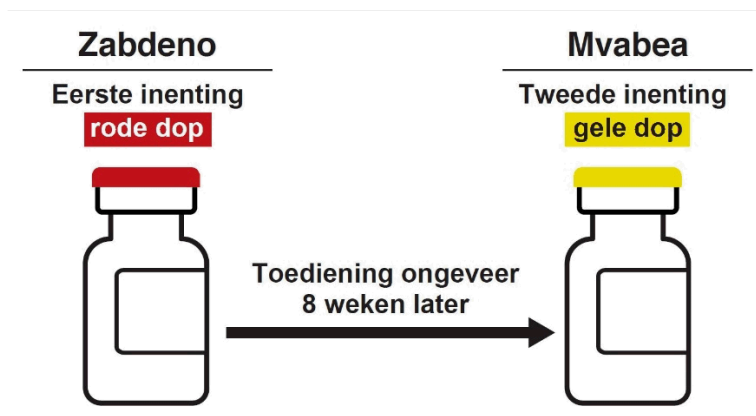 Zabdeno
Eerste inenting
rode dop
Mvabea
Tweede inenting
gele dop
Toediening ongeveer
8 weken later